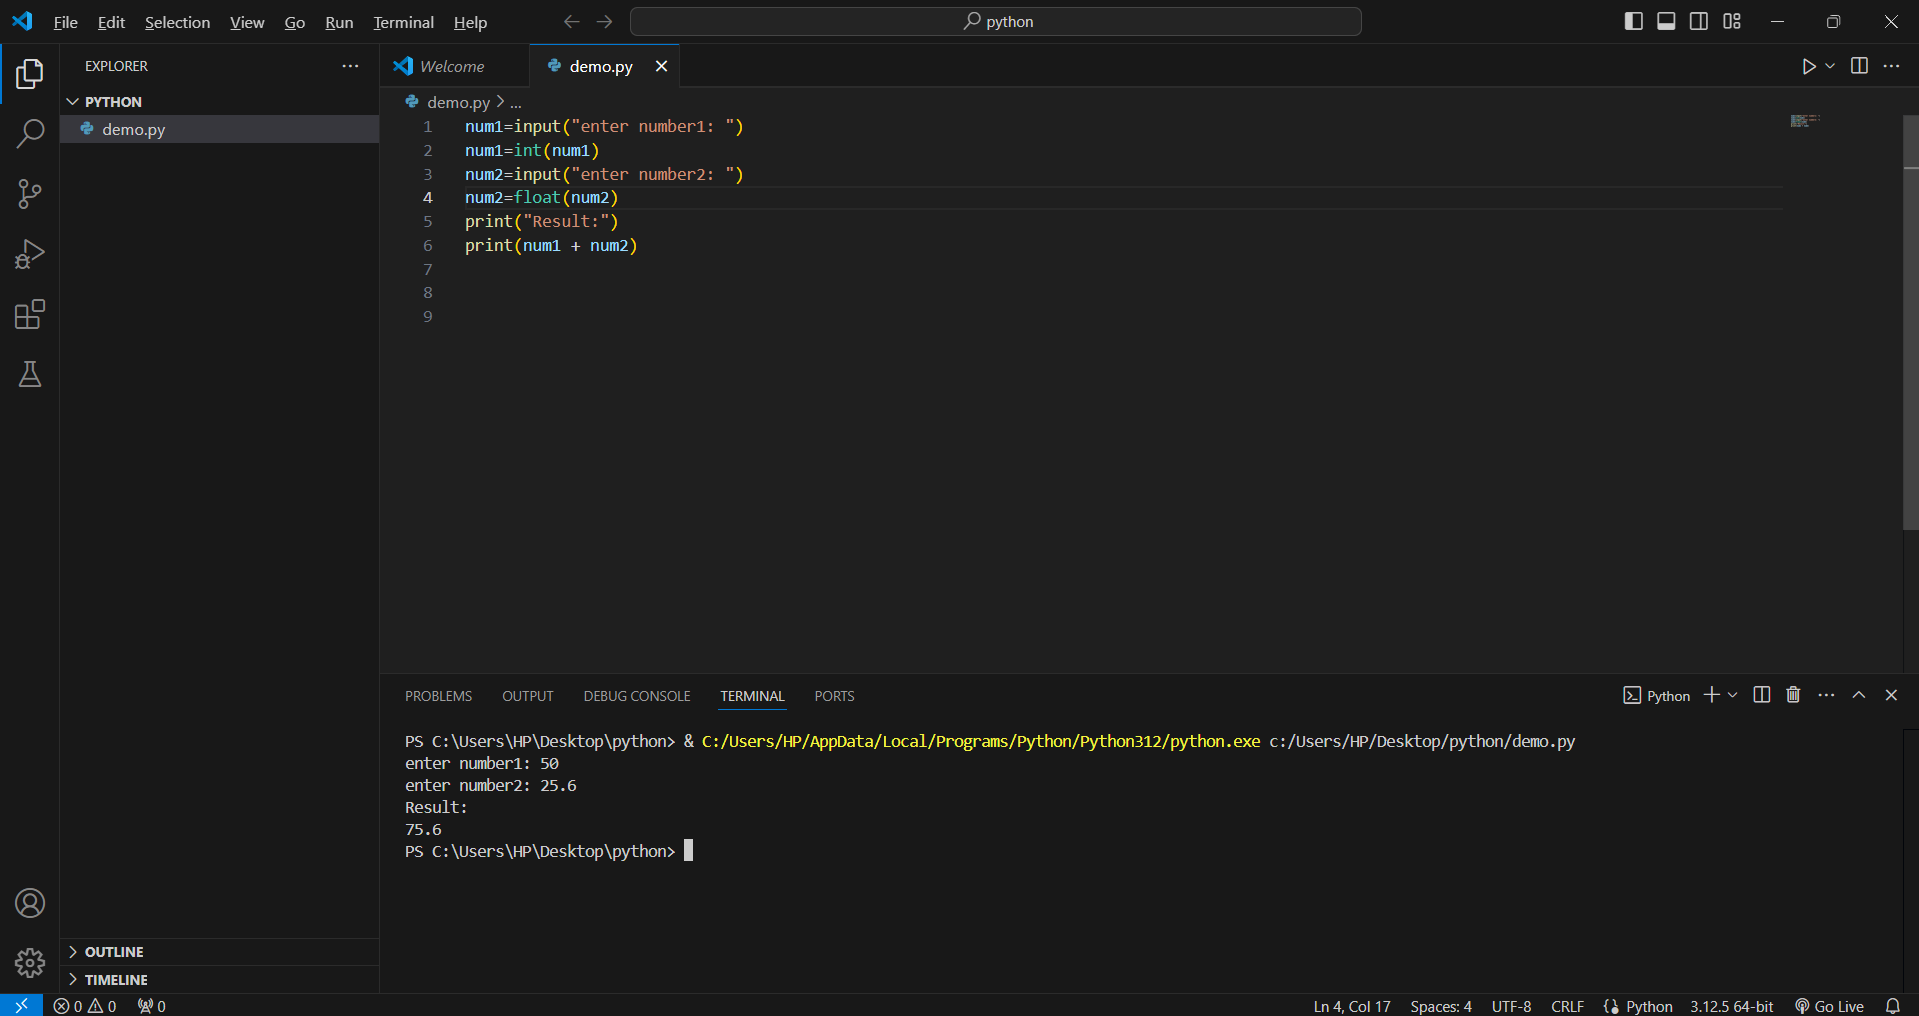 File Edit Selection View Go Run Terminal Help
python
EXPLORER
PYTHON
demo.py
Welcome
demo.py
demo.py > ...
1 num1=input("enter number1: ")
2 num1=int(num1)
3 num2=input("enter number2: ")
4 num2=float(num2)
5 print("Result:")
6 print(num1 + num2)
7
8
9
PROBLEMS OUTPUT DEBUG CONSOLE TERMINAL PORTS
Python
PS C:\Users\HP\Desktop\python> & C:/Users/HP/AppData/Local/Programs/Python/Python312/python.exe c:/Users/HP/Desktop/python/demo.py
enter number1: 50
enter number2: 25.6
Result:
75.6
PS C:\Users\HP\Desktop\python>
OUTLINE
TIMELINE
0 0 0
Ln 4, Col 17 Spaces: 4 UTF-8 CRLF Python 3.12.5 64-bit Go Live